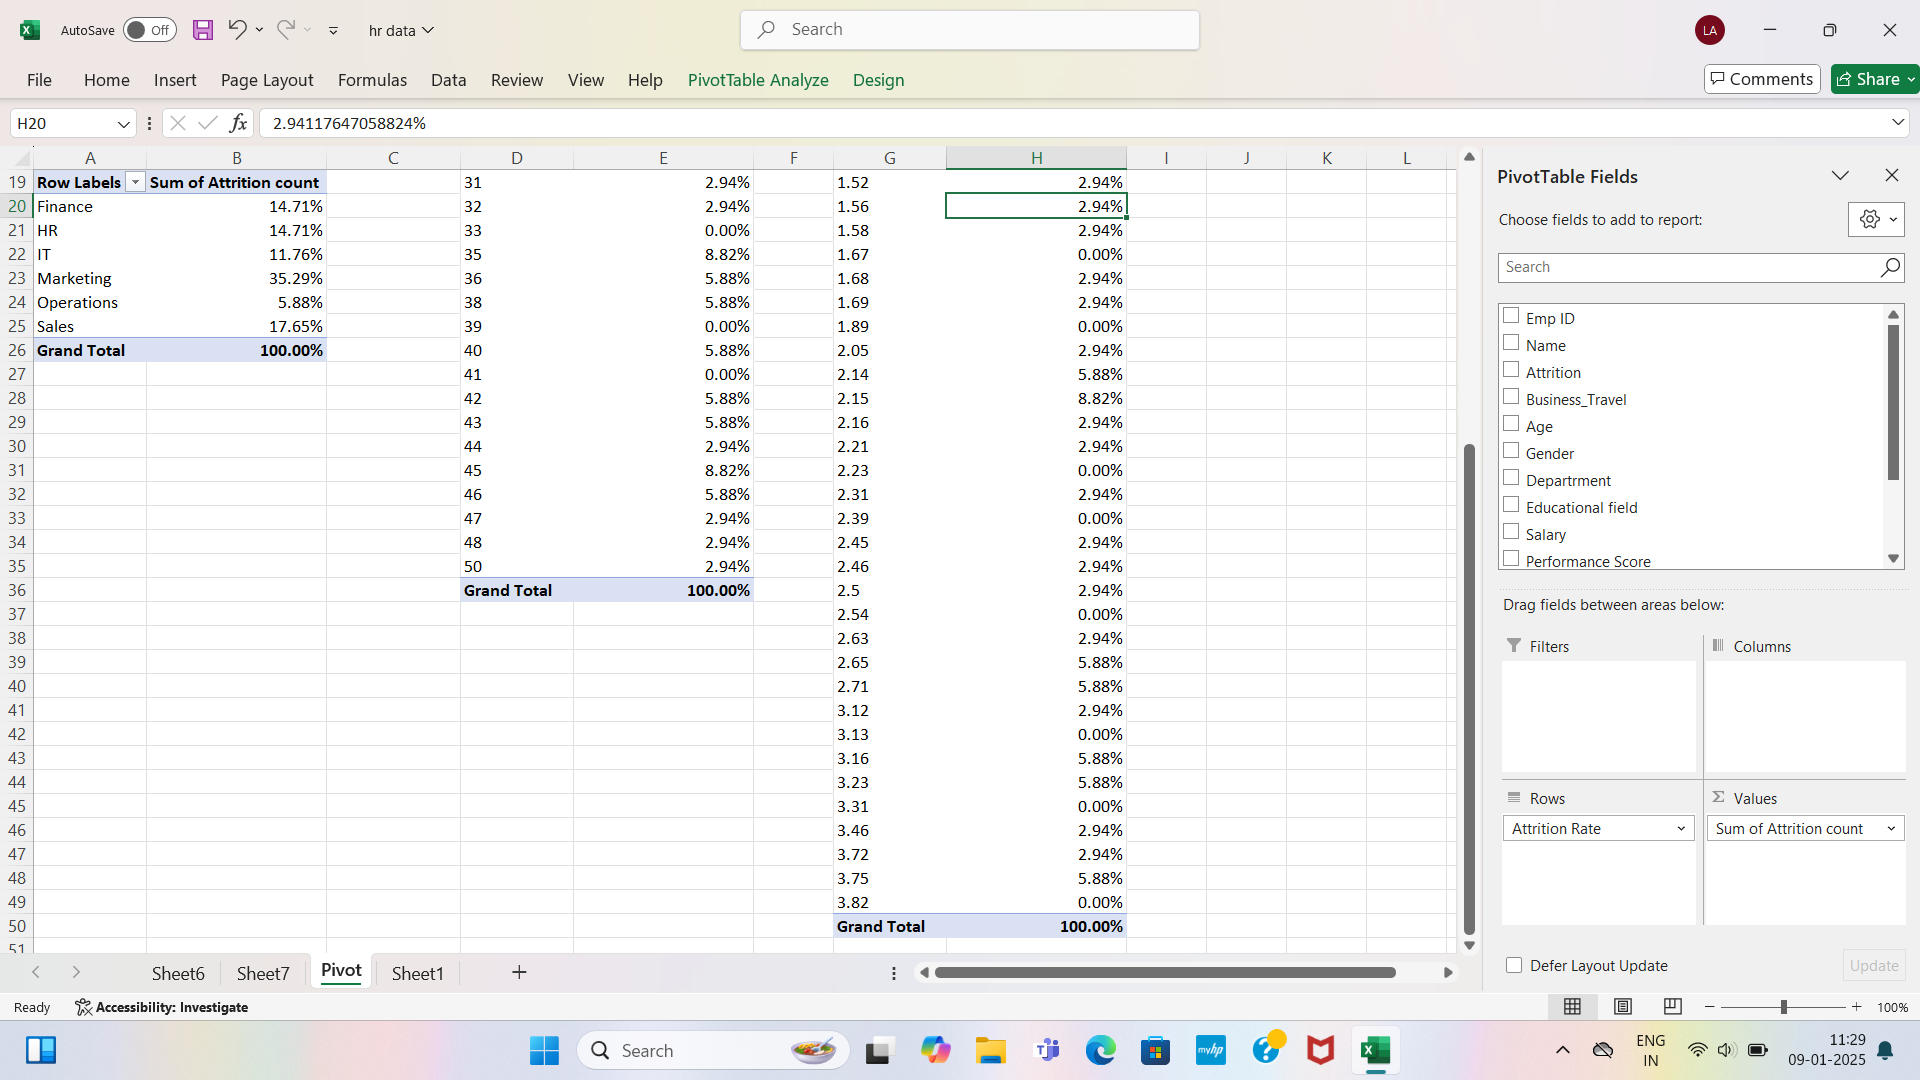 AutoSave Off hr data Search LA
File Home Insert Page Layout Formulas Data Review View Help PivotTable Analyze Design Comments Share
H20 fx 2.94117647058824%
A B C D E F G H I J K L
19 Row Labels Sum of Attrition count 31 2.94% 1.52 2.94%
20 Finance 14.71% 32 2.94% 1.56 2.94%
21 HR 14.71% 33 0.00% 1.58 2.94%
22 IT 11.76% 35 8.82% 1.67 0.00%
23 Marketing 35.29% 36 5.88% 1.68 2.94%
24 Operations 5.88% 38 5.88% 1.69 2.94%
25 Sales 17.65% 39 0.00% 1.89 0.00%
26 Grand Total 100.00% 40 5.88% 2.05 2.94%
27 41 0.00% 2.14 5.88%
28 42 5.88% 2.15 8.82%
29 43 5.88% 2.16 2.94%
30 44 2.94% 2.21 2.94%
31 45 8.82% 2.23 0.00%
32 46 5.88% 2.31 2.94%
33 47 2.94% 2.39 0.00%
34 48 2.94% 2.45 2.94%
35 50 2.94% 2.46 2.94%
36 Grand Total 100.00% 2.5 2.94%
37 2.54 0.00%
38 2.63 2.94%
39 2.65 5.88%
40 2.71 5.88%
41 3.12 2.94%
42 3.13 0.00%
43 3.16 5.88%
44 3.23 5.88%
45 3.31 0.00%
46 3.46 2.94%
47 3.72 2.94%
48 3.75 5.88%
49 3.82 0.00%
50 Grand Total 100.00%
51
PivotTable Fields
Choose fields to add to report:
Search
Emp ID
Name
Attrition
Business_Travel
Age
Gender
Departrment
Educational field
Salary
Performance Score
Drag fields between areas below:
Filters Columns
Rows Values
Attrition Rate Sum of Attrition count
Defer Layout Update Update
Sheet6 Sheet7 Pivot Sheet1
Ready Accessibility: Investigate 100%
Search myhp ENG
IN
11:29
09-01-2025